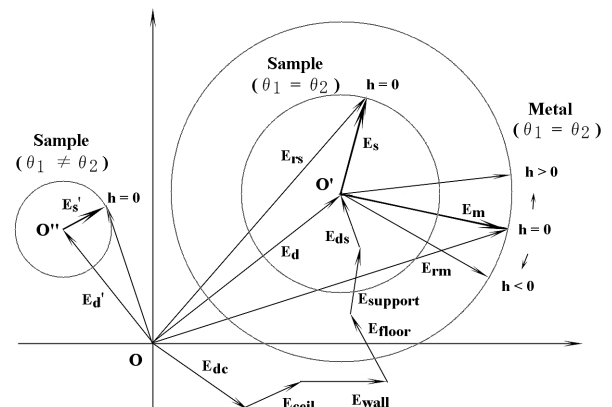 Sample
( θ1 = θ2 )
h = 0
Metal
( θ1 = θ2 )
Sample
( θ1 ≠ θ2 )
Es
Ers
O'
h > 0
Es'
h = 0
Em
O''
Ed
Eds
h = 0
Erm
Ed'
h < 0
Esupport
Efloor
O
Edc
Eceil
Ewall